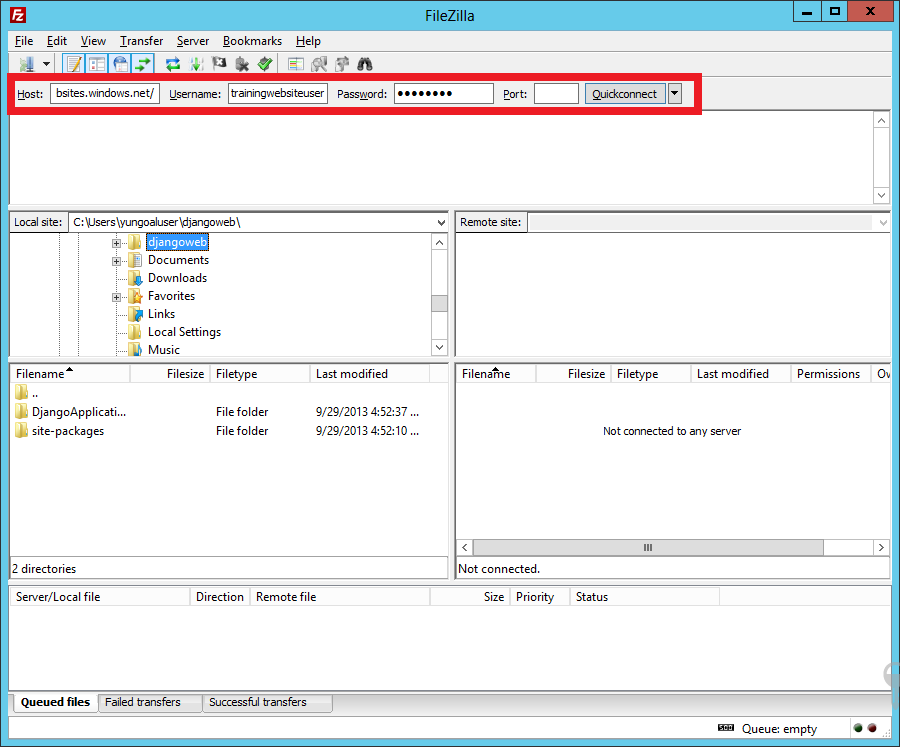 FileZilla
File Edit View Transfer Server Bookmarks Help
Host: bsites.windows.net/ Username: trainingwebsiteuser Password: ●●●●●●●● Port: Quickconnect
Local site: C:\Users\yungoaluser\djangoweb\
djangoweb
Documents
Downloads
Favorites
Links
Local Settings
Music
Remote site:
Filename Filesize Filetype Last modified
..
DjangoApplicati... File folder 9/29/2013 4:52:37 ...
site-packages File folder 9/29/2013 4:52:10 ...
2 directories
Filename Filesize Filetype Last modified Permissions Ov
Not connected to any server
Not connected.
Server/Local file Direction Remote file Size Priority Status
Queued files Failed transfers Successful transfers
Queue: empty